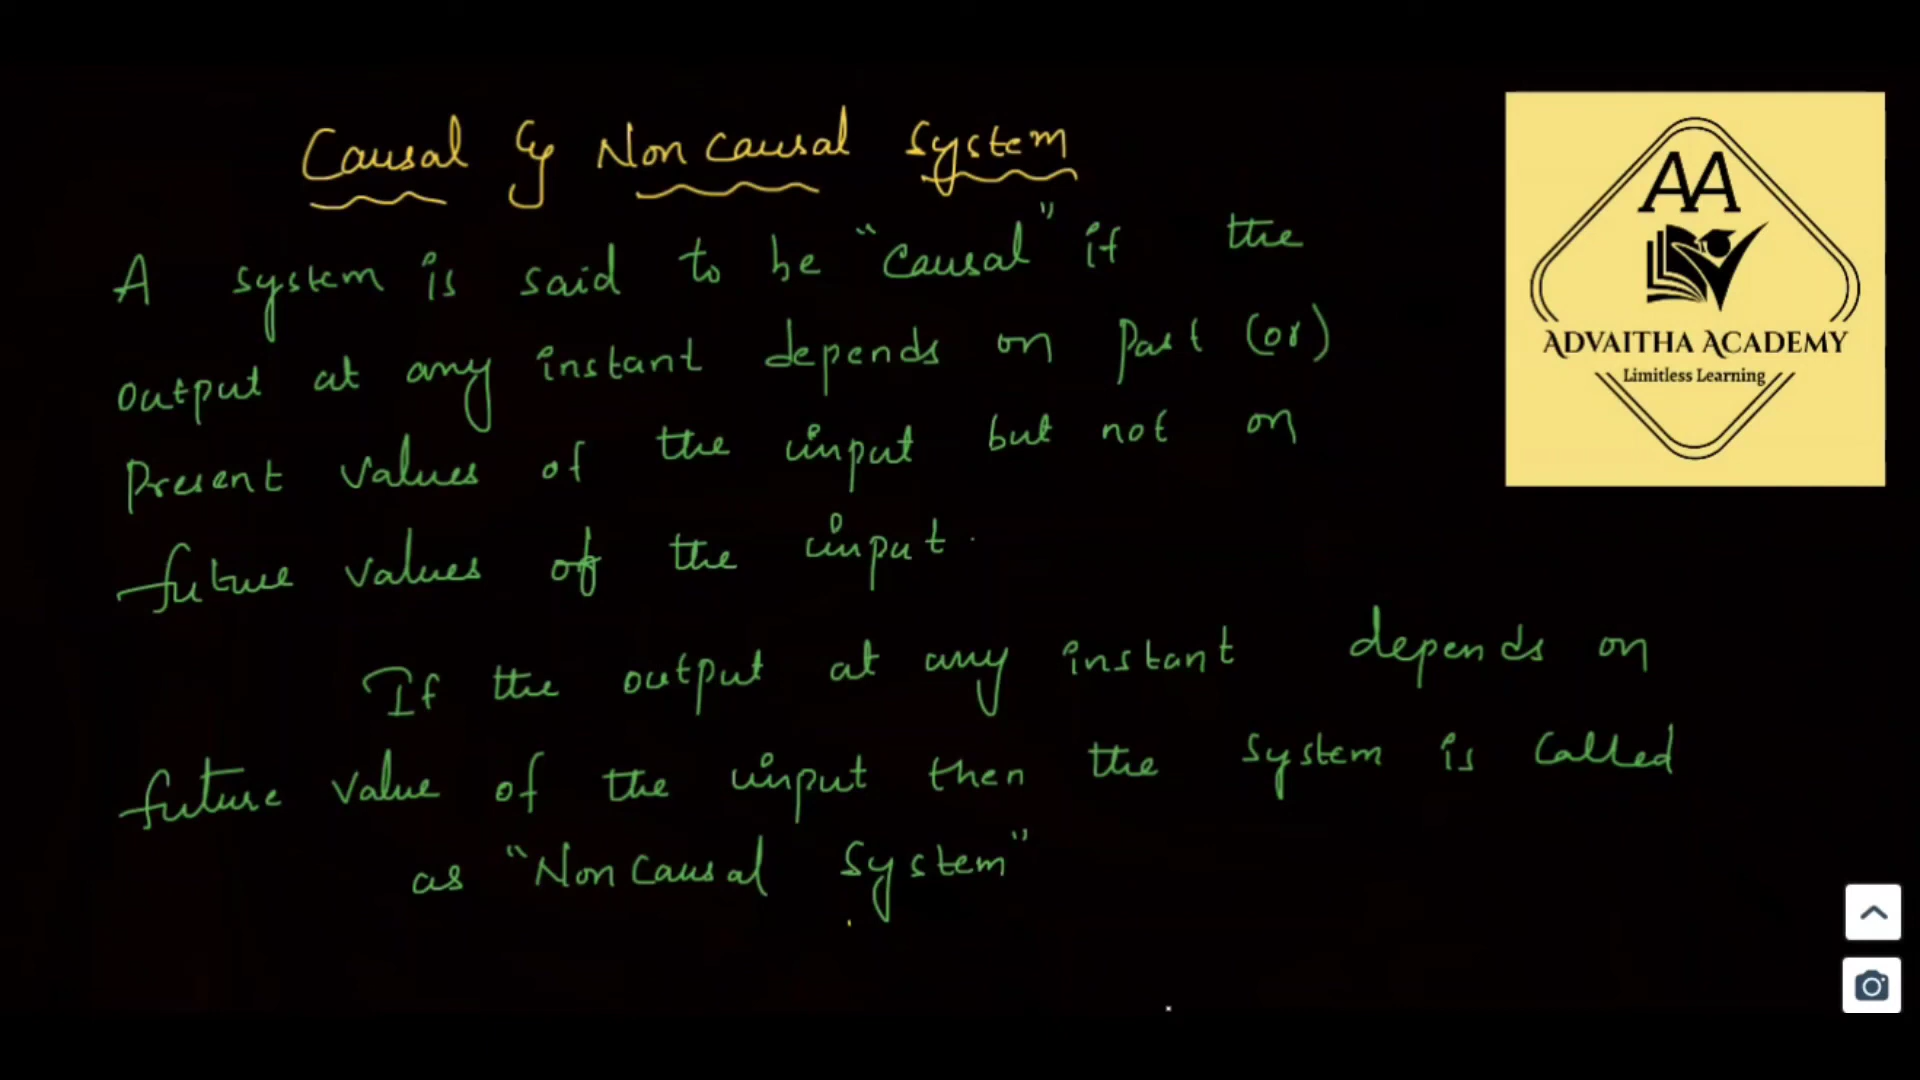 Causal & Non causal System
A system is said to be "causal" if the
output at any instant depends on past (or)
Present values of the input but not on
future values of the input.
If the output at any instant depends on
future value of the input then the system is called
as "Non Causal System"
AA
ADVAITHA ACADEMY
Limitless Learning